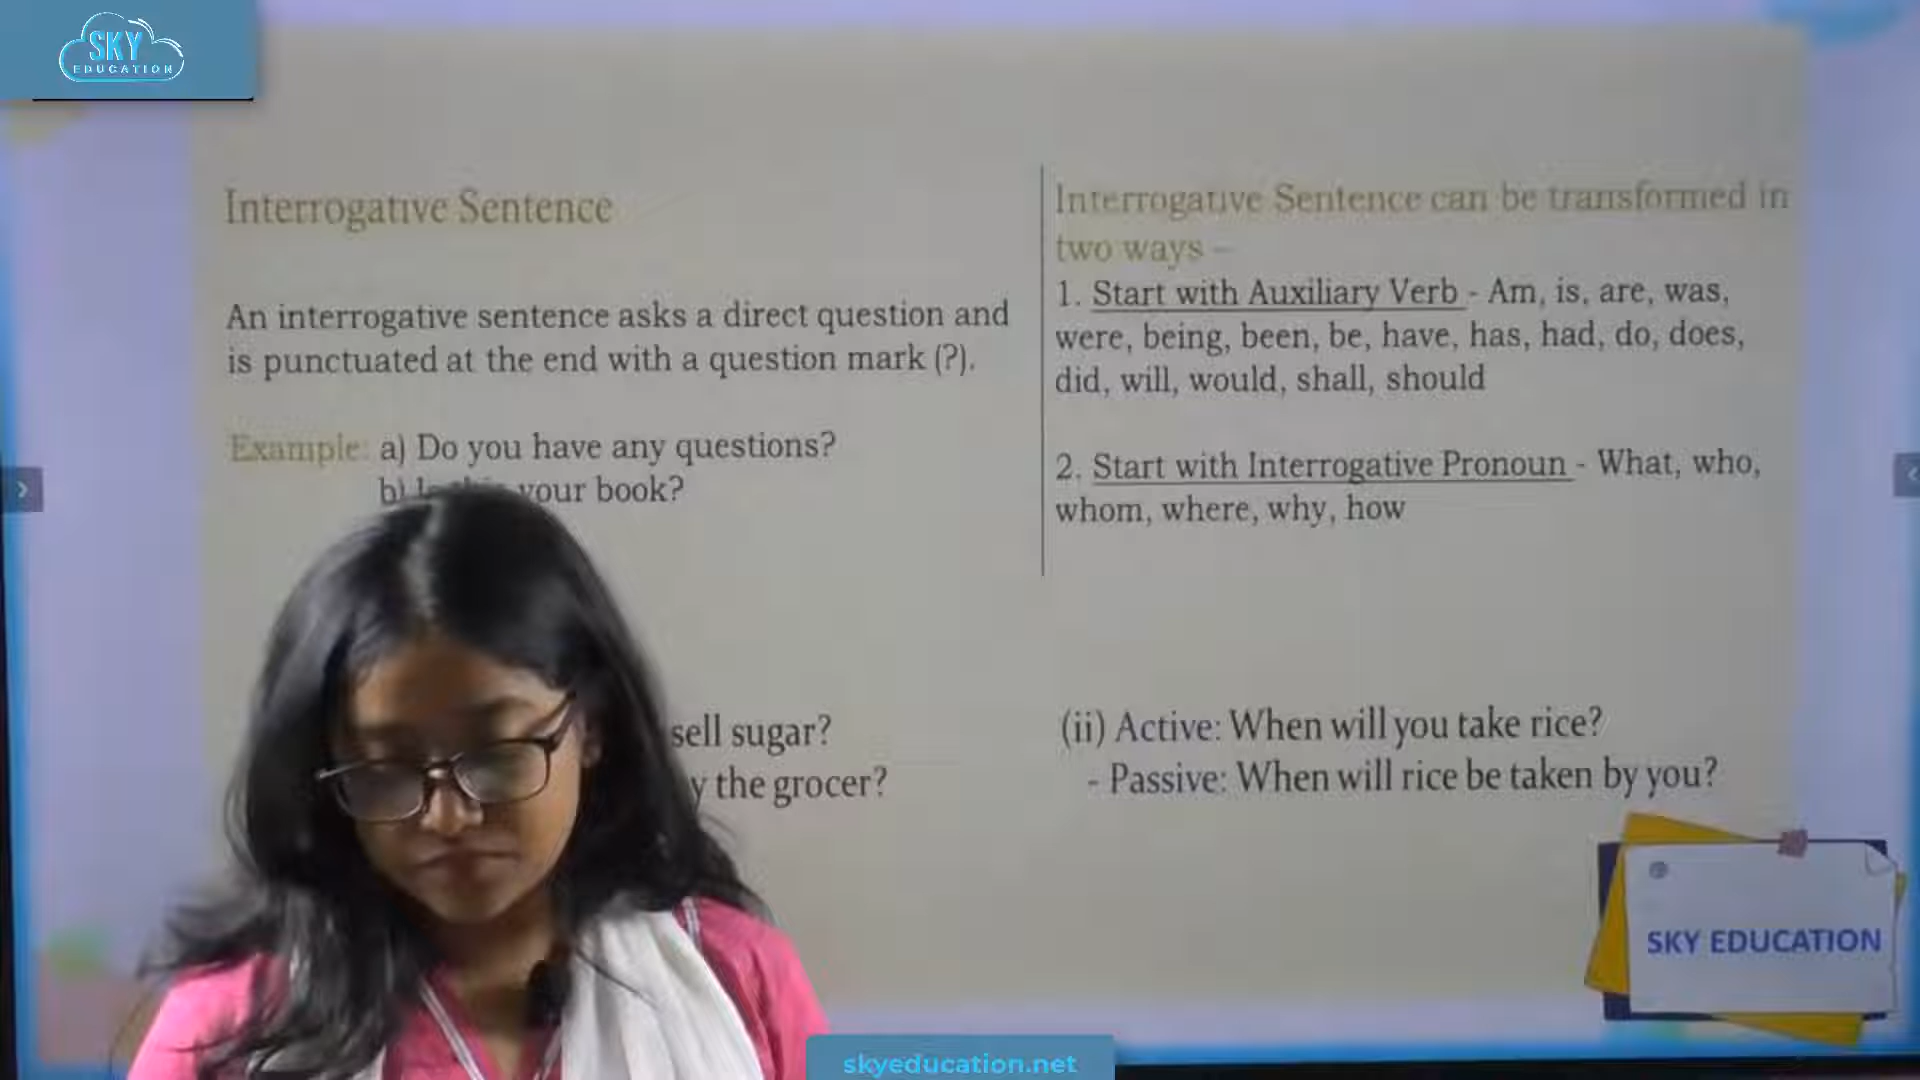 SKY
EDUCATION
Interrogative Sentence
An interrogative sentence asks a direct question and
is punctuated at the end with a question mark (?).
Example: a) Do you have any questions?
b) your book?
sell sugar?
the grocer?
Interrogative Sentence can be transformed in
two ways –
1. Start with Auxiliary Verb - Am, is, are, was,
were, being, been, be, have, has, had, do, does,
did, will, would, shall, should
2. Start with Interrogative Pronoun - What, who,
whom, where, why, how
(ii) Active: When will you take rice?
- Passive: When will rice be taken by you?
SKY EDUCATION
skyeducation.net